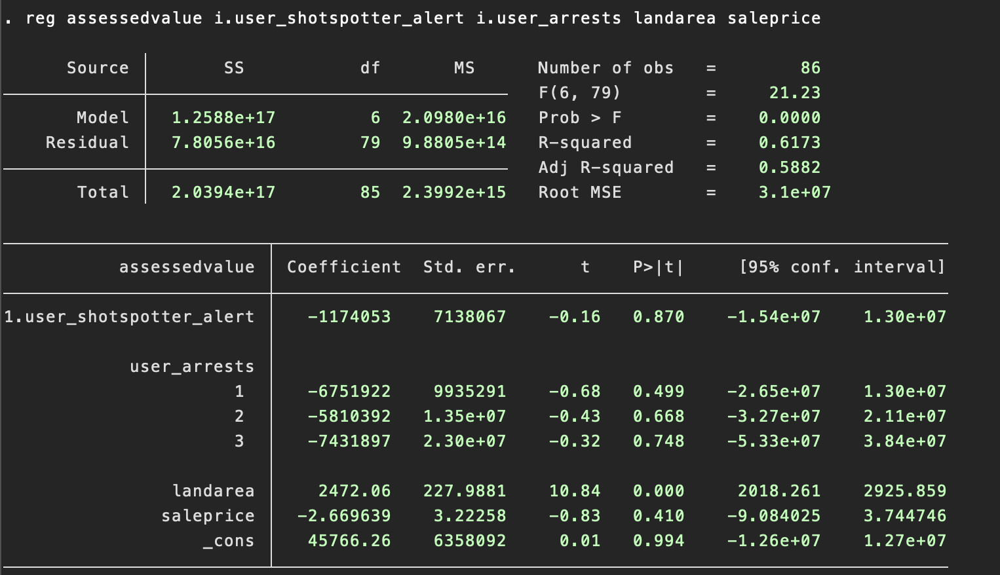 . reg assessedvalue i.user_shotspotter_alert i.user_arrests landarea saleprice
Source SS df MS Number of obs = 86
F(6, 79) = 21.23
Model 1.2588e+17 6 2.0980e+16 Prob > F = 0.0000
Residual 7.8056e+16 79 9.8805e+14 R-squared = 0.6173
Adj R-squared = 0.5882
Total 2.0394e+17 85 2.3992e+15 Root MSE = 3.1e+07
assessedvalue Coefficient Std. err. t P>|t| [95% conf. interval]
1.user_shotspotter_alert -1174053 7138067 -0.16 0.870 -1.54e+07 1.30e+07
user_arrests
1 -6751922 9935291 -0.68 0.499 -2.65e+07 1.30e+07
2 -5810392 1.35e+07 -0.43 0.668 -3.27e+07 2.11e+07
3 -7431897 2.30e+07 -0.32 0.748 -5.33e+07 3.84e+07
landarea 2472.06 227.9881 10.84 0.000 2018.261 2925.859
saleprice -2.669639 3.22258 -0.83 0.410 -9.084025 3.744746
_cons 45766.26 6358092 0.01 0.994 -1.26e+07 1.27e+07